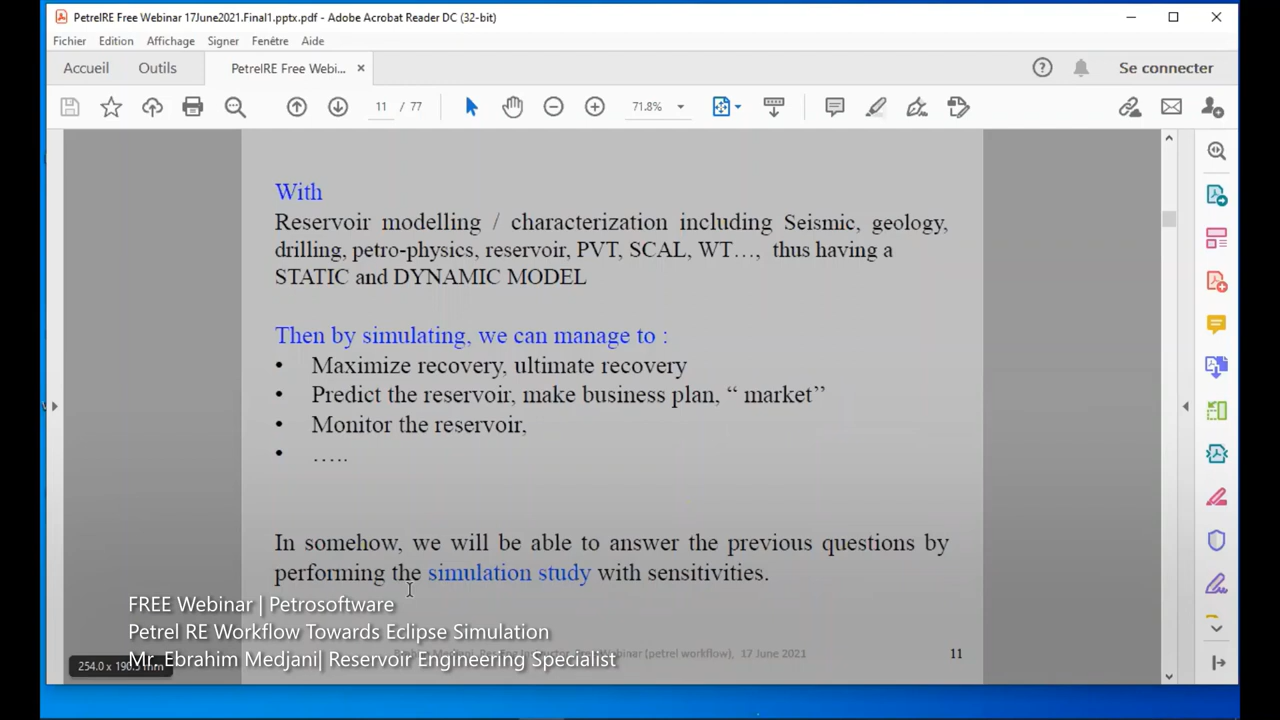 PetrelRE Free Webinar 17June2021.Final1.pptx.pdf - Adobe Acrobat Reader DC (32-bit)
Fichier Edition Affichage Signer Fenêtre Aide
Accueil Outils PetrelRE Free Webi... × Se connecter
11 / 77 71.8%
With
Reservoir modelling / characterization including Seismic, geology,
drilling, petro-physics, reservoir, PVT, SCAL, WT…, thus having a
STATIC and DYNAMIC MODEL
Then by simulating, we can manage to :
• Maximize recovery, ultimate recovery
• Predict the reservoir, make business plan, “ market’’
• Monitor the reservoir,
• …..
In somehow, we will be able to answer the previous questions by
performing the simulation study with sensitivities.
FREE Webinar | Petrosoftware
Petrel RE Workflow Towards Eclipse Simulation
Mr. Ebrahim Medjani| Reservoir Engineering Specialist
(petrel workflow), 17 June 2021 11
254.0 x 190.5 mm